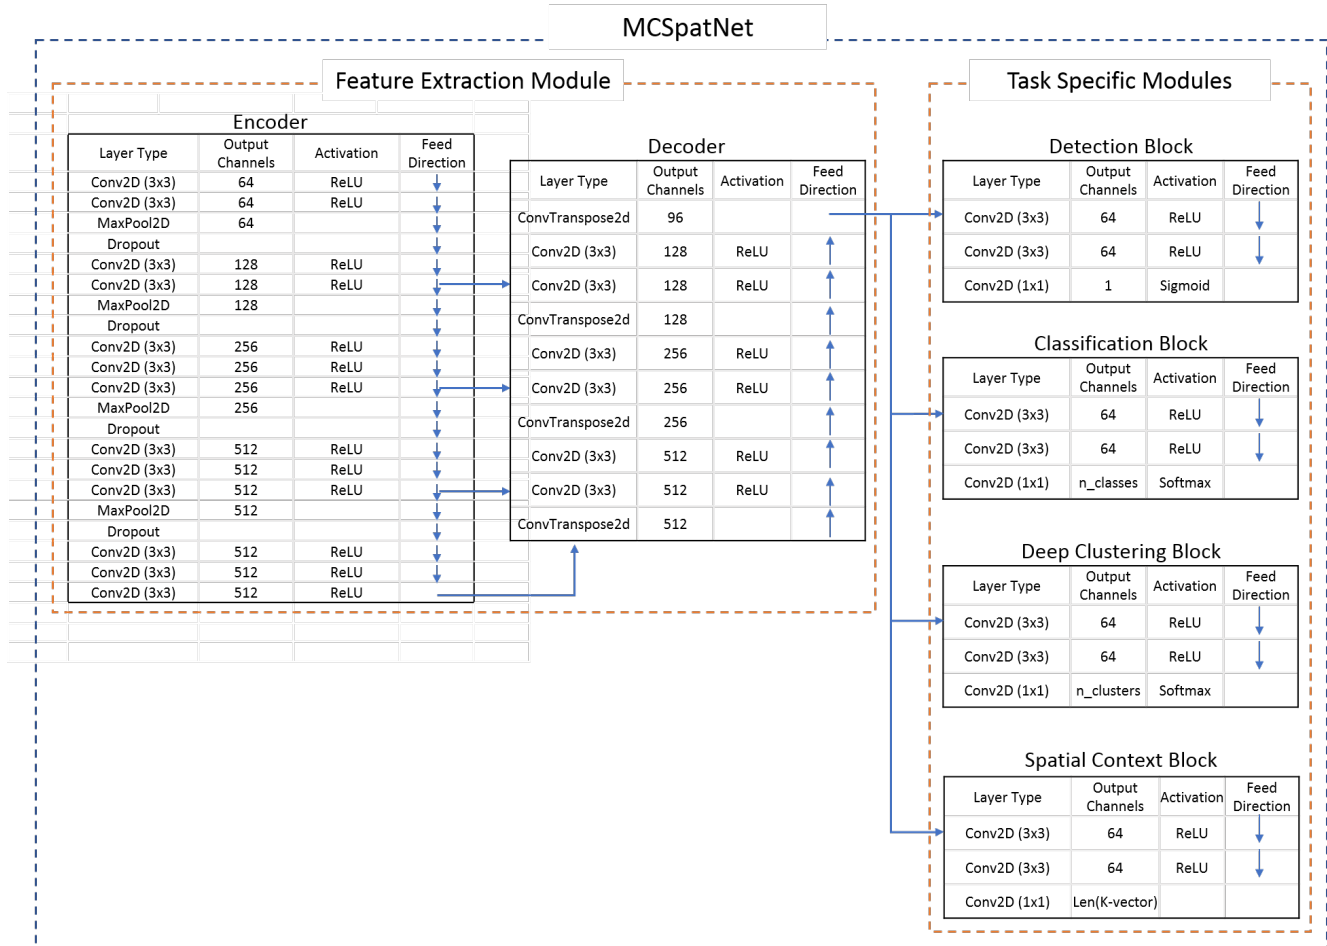 MCSpatNet
Feature Extraction Module
Encoder
Layer Type Output Channels Activation Feed Direction
Conv2D (3x3) 64 ReLU
Conv2D (3x3) 64 ReLU
MaxPool2D 64
Dropout
Conv2D (3x3) 128 ReLU
Conv2D (3x3) 128 ReLU
MaxPool2D 128
Dropout
Conv2D (3x3) 256 ReLU
Conv2D (3x3) 256 ReLU
Conv2D (3x3) 256 ReLU
MaxPool2D 256
Dropout
Conv2D (3x3) 512 ReLU
Conv2D (3x3) 512 ReLU
Conv2D (3x3) 512 ReLU
MaxPool2D 512
Dropout
Conv2D (3x3) 512 ReLU
Conv2D (3x3) 512 ReLU
Conv2D (3x3) 512 ReLU
Decoder
Layer Type Output Channels Activation Feed Direction
ConvTranspose2d 96
Conv2D (3x3) 128 ReLU
Conv2D (3x3) 128 ReLU
ConvTranspose2d 128
Conv2D (3x3) 256 ReLU
Conv2D (3x3) 256 ReLU
ConvTranspose2d 256
Conv2D (3x3) 512 ReLU
Conv2D (3x3) 512 ReLU
ConvTranspose2d 512
Task Specific Modules
Detection Block
Layer Type Output Channels Activation Feed Direction
Conv2D (3x3) 64 ReLU
Conv2D (3x3) 64 ReLU
Conv2D (1x1) 1 Sigmoid
Classification Block
Layer Type Output Channels Activation Feed Direction
Conv2D (3x3) 64 ReLU
Conv2D (3x3) 64 ReLU
Conv2D (1x1) n_classes Softmax
Deep Clustering Block
Layer Type Output Channels Activation Feed Direction
Conv2D (3x3) 64 ReLU
Conv2D (3x3) 64 ReLU
Conv2D (1x1) n_clusters Softmax
Spatial Context Block
Layer Type Output Channels Activation Feed Direction
Conv2D (3x3) 64 ReLU
Conv2D (3x3) 64 ReLU
Conv2D (1x1) Len(K-vector)